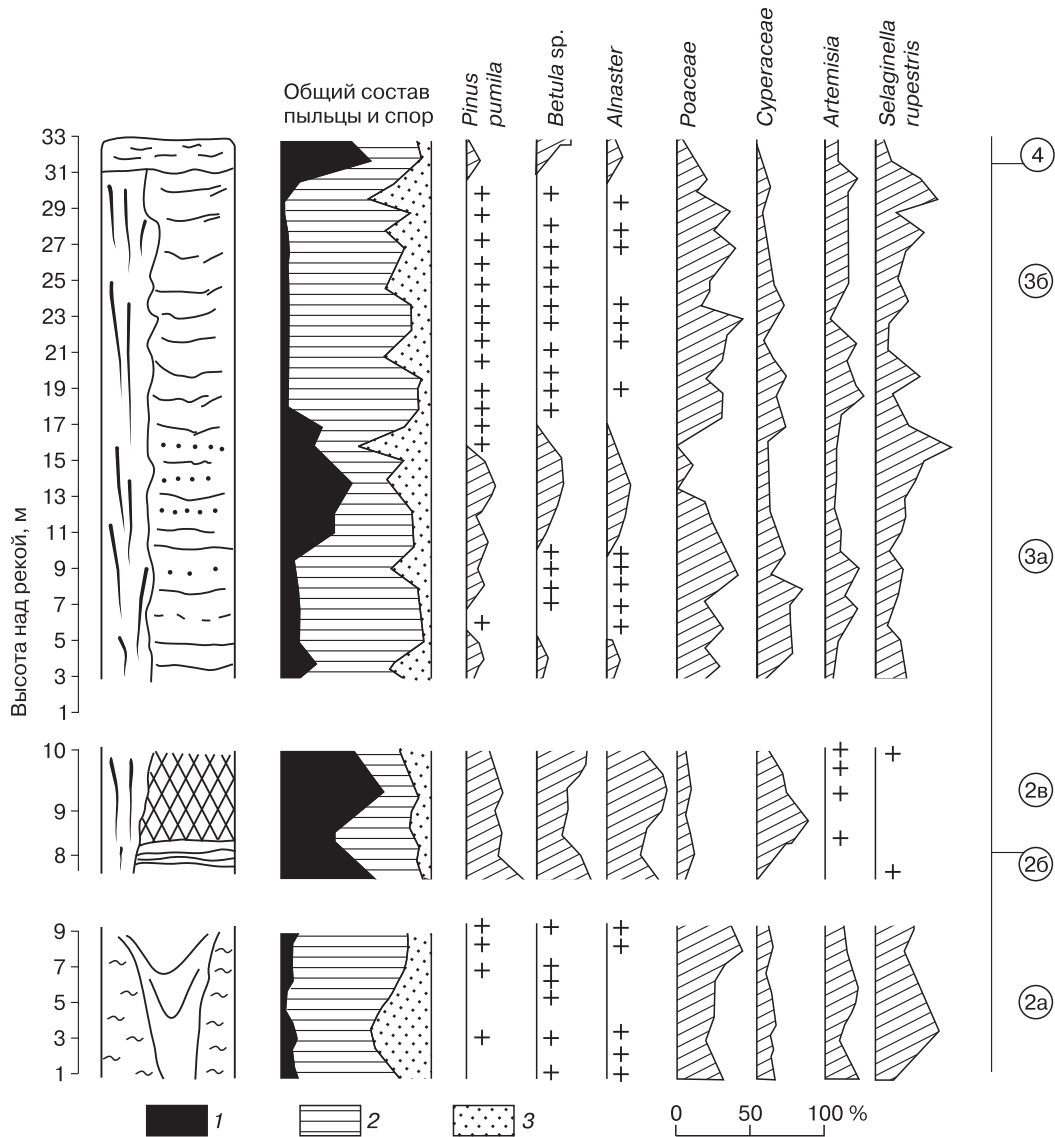 Общий состав
пыльцы и спор
Pinus
pumila
Betula sp.
Alnaster
Poaceae
Cyperaceae
Artemisia
Selaginella
rupestris
Высота над рекой, м
33
31
29
27
25
23
21
19
17
15
13
11
9
7
5
3
1
4
3б
3а
10
9
8
2в
2б
9
7
5
3
1
2а
1
2
3
0 50 100 %